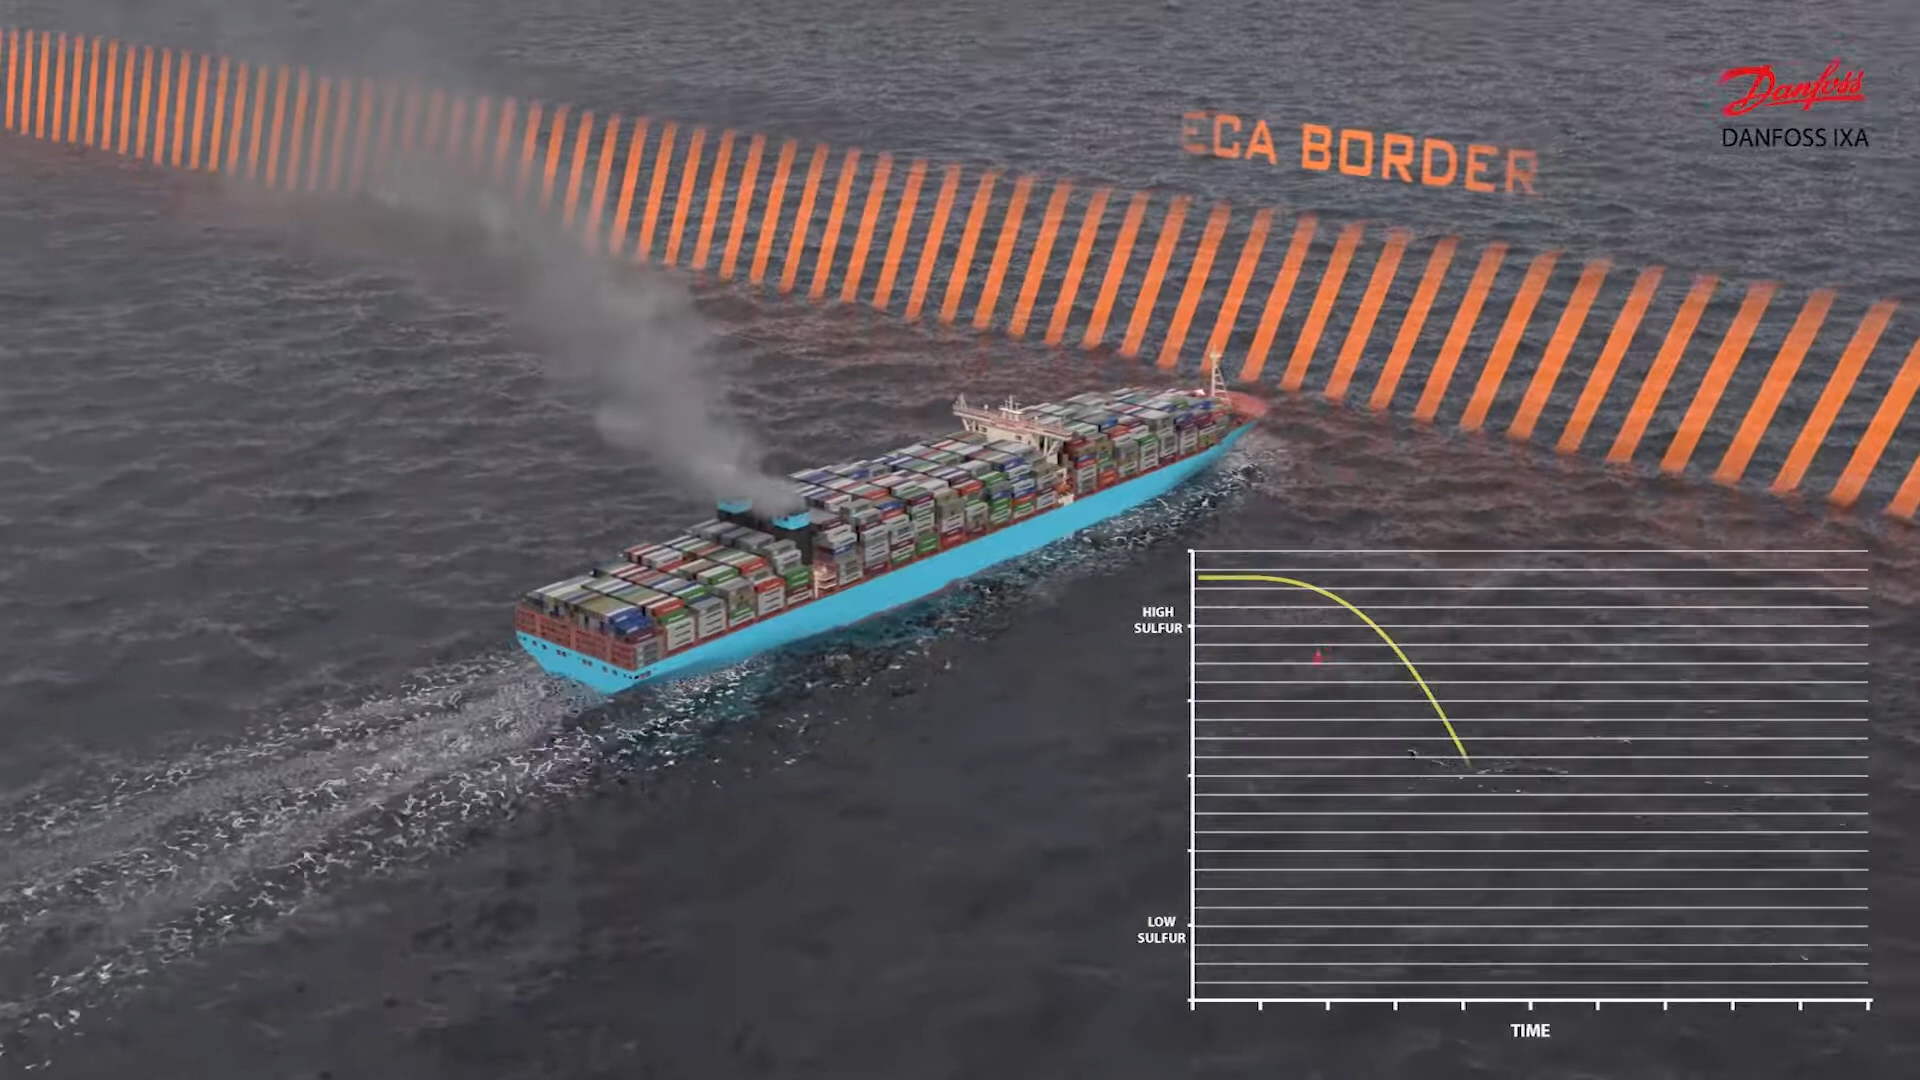 Danfoss
DANFOSS IXA
ECA BORDER
HIGH
SULFUR
LOW
SULFUR
TIME